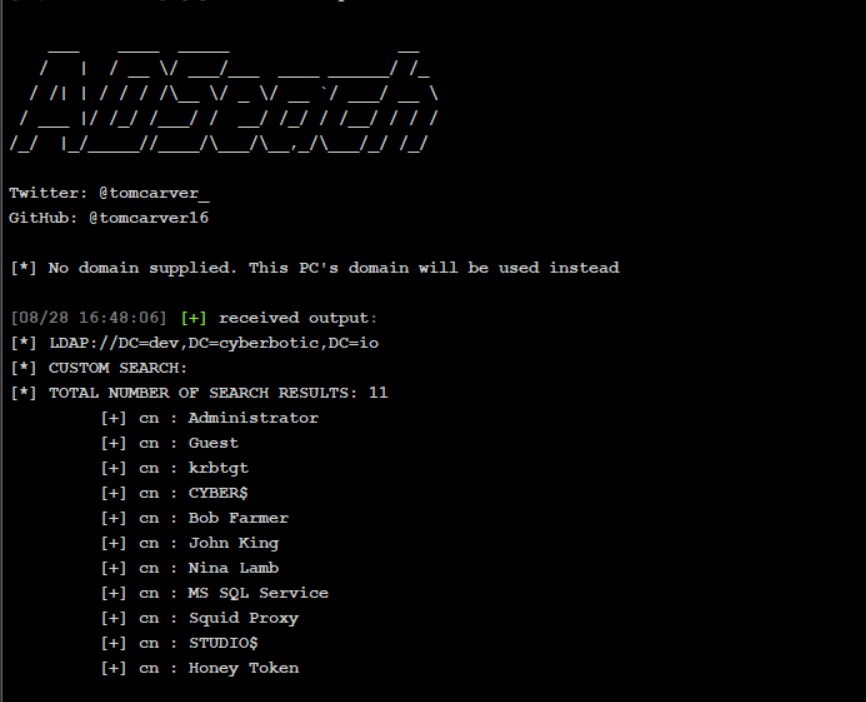 ADSearch
Twitter: @tomcarver_
GitHub: @tomcarver16
[*] No domain supplied. This PC's domain will be used instead
[08/28 16:48:06] [+] received output:
[*] LDAP://DC=dev,DC=cyberbotic,DC=io
[*] CUSTOM SEARCH:
[*] TOTAL NUMBER OF SEARCH RESULTS: 11
[+] cn : Administrator
[+] cn : Guest
[+] cn : krbtgt
[+] cn : CYBER$
[+] cn : Bob Farmer
[+] cn : John King
[+] cn : Nina Lamb
[+] cn : MS SQL Service
[+] cn : Squid Proxy
[+] cn : STUDIO$
[+] cn : Honey Token